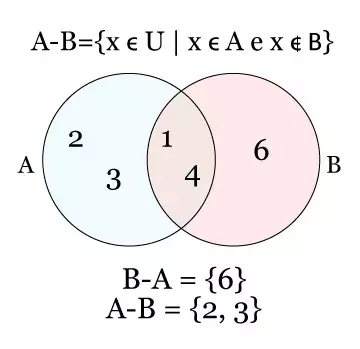 A-B={x ϵ U | x ϵ A e x ∉ B}
2
1
6
A
3
4
B
B-A = {6}
A-B = {2, 3}